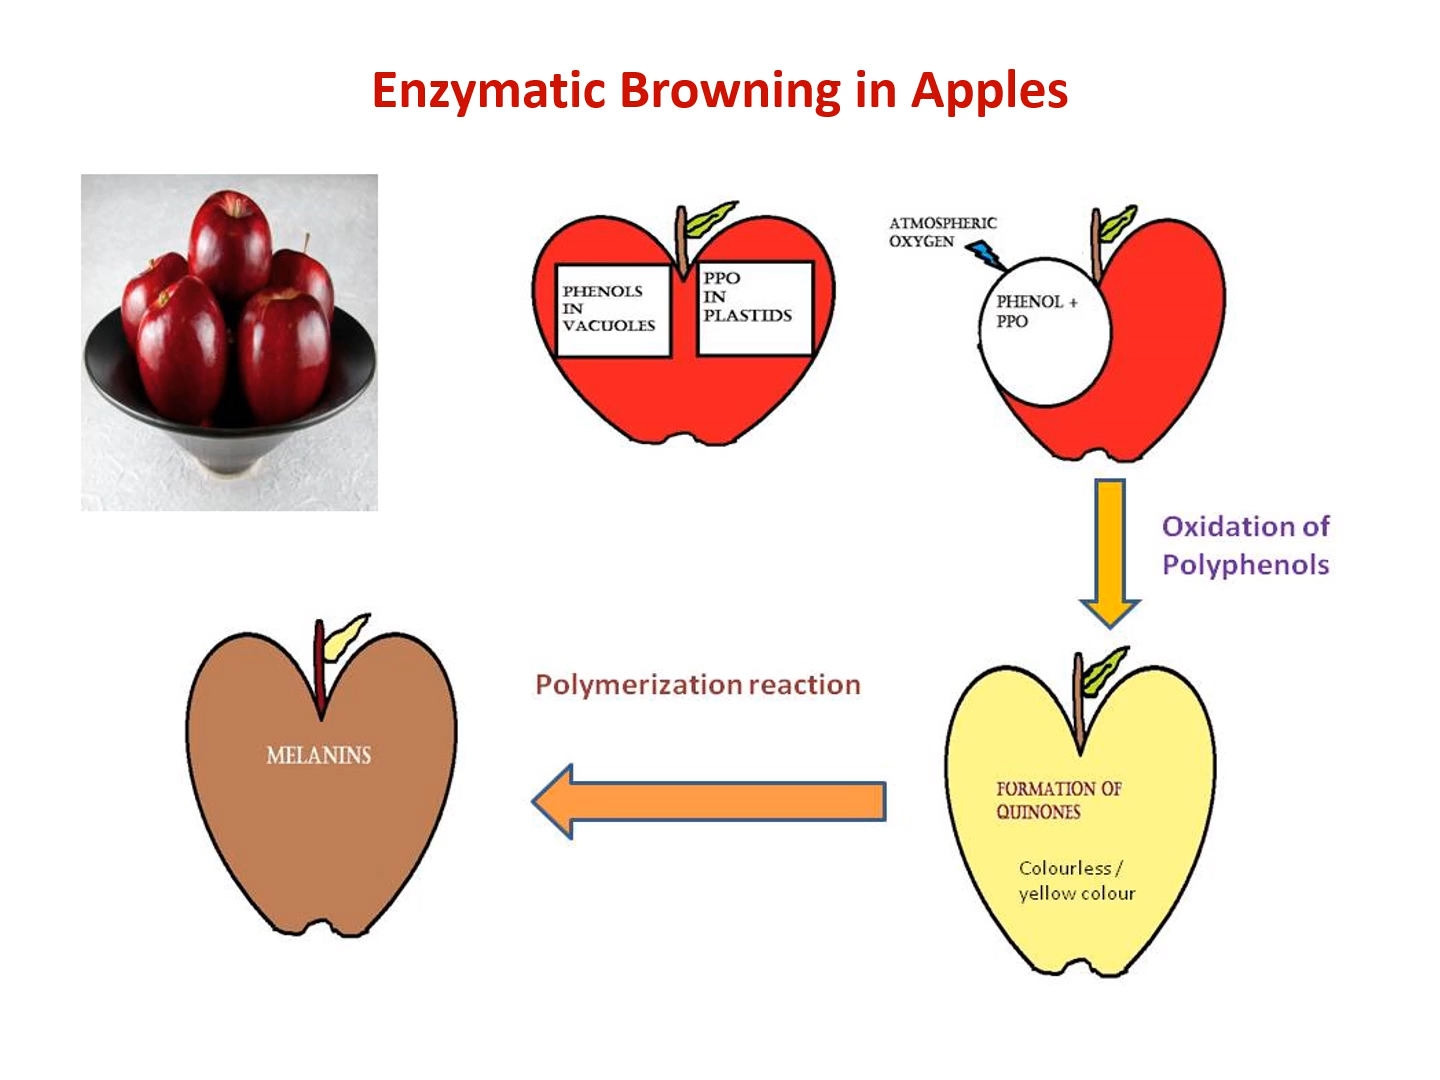 Enzymatic Browning in Apples
PHENOLS
IN
VACUOLES
PPO
IN
PLASTIDS
ATMOSPHERIC
OXYGEN
PHENOL +
PPO
Oxidation of
Polyphenols
FORMATION OF
QUINONES
Colourless /
yellow colour
Polymerization reaction
MELANINS